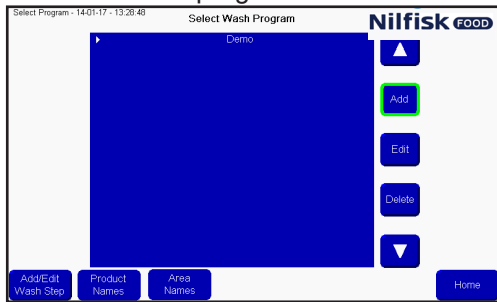 Select Program - 14-01-17 - 13:28:48
Select Wash Program
Nilfisk FOOD
Demo
Add
Edit
Delete
Add/Edit
Wash Step
Product
Names
Area
Names
Home